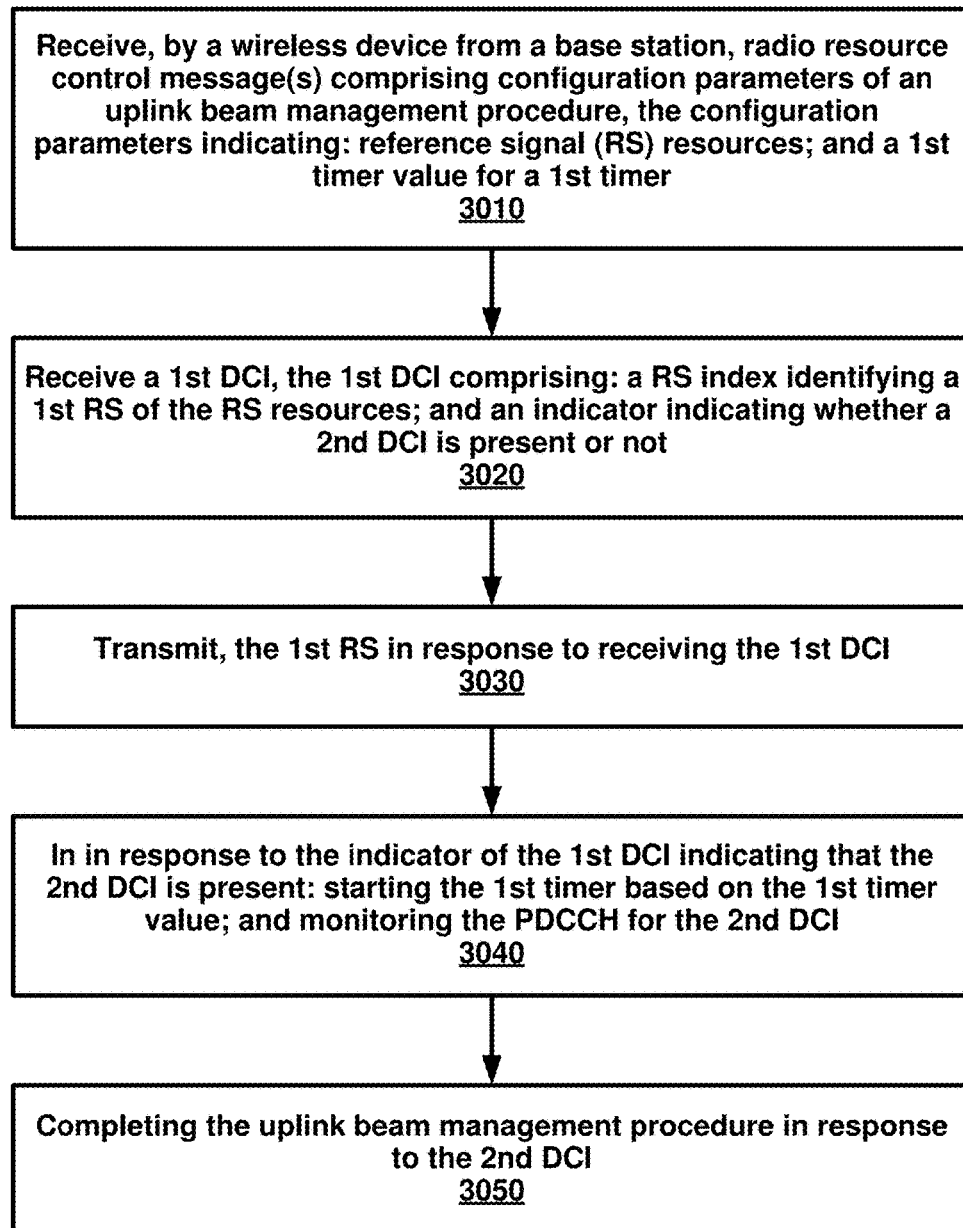 Receive, by a wireless device from a base station, radio resource
control message(s) comprising configuration parameters of an
uplink beam management procedure, the configuration
parameters indicating: reference signal (RS) resources; and a 1st
timer value for a 1st timer
3010
Receive a 1st DCI, the 1st DCI comprising: a RS index identifying a
1st RS of the RS resources; and an indicator indicating whether a
2nd DCI is present or not
3020
Transmit, the 1st RS in response to receiving the 1st DCI
3030
In in response to the indicator of the 1st DCI indicating that the
2nd DCI is present: starting the 1st timer based on the 1st timer
value; and monitoring the PDCCH for the 2nd DCI
3040
Completing the uplink beam management procedure in response
to the 2nd DCI
3050